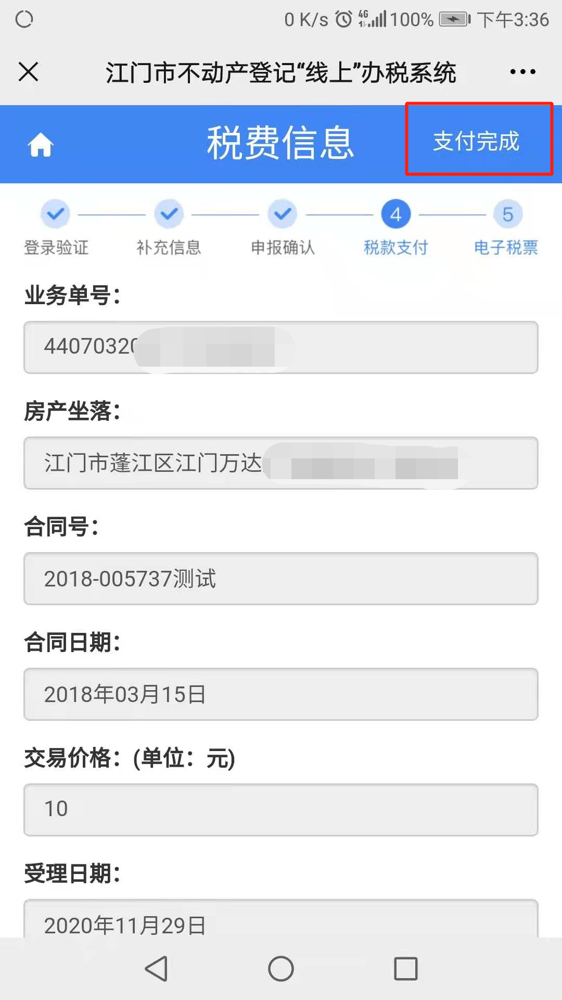 0 K/s 4G 100% 下午3:36
江门市不动产登记“线上”办税系统
税费信息
支付完成
4
5
登录验证
补充信息
申报确认
税款支付
电子税票
业务单号：
4407032
房产坐落：
江门市蓬江区江门万达
合同号：
2018-005737测试
合同日期：
2018年03月15日
交易价格：(单位：元)
10
受理日期：
2020年11月29日